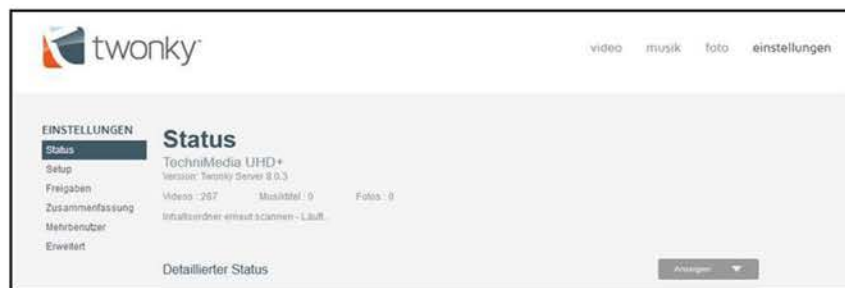 twonky
video musik foto einstellungen
EINSTELLUNGEN
Status
Setup
Freigaben
Zusammenfassung
Mehrbenutzer
Erweitert
Status
TechniMedia UHD+
Version: Twonky Server 8.0.3
Videos : 267 Musiktitel : 0 Fotos : 0
Inhaltsordner erneut scannen - Läuft...
Detaillierter Status
Anzeigen